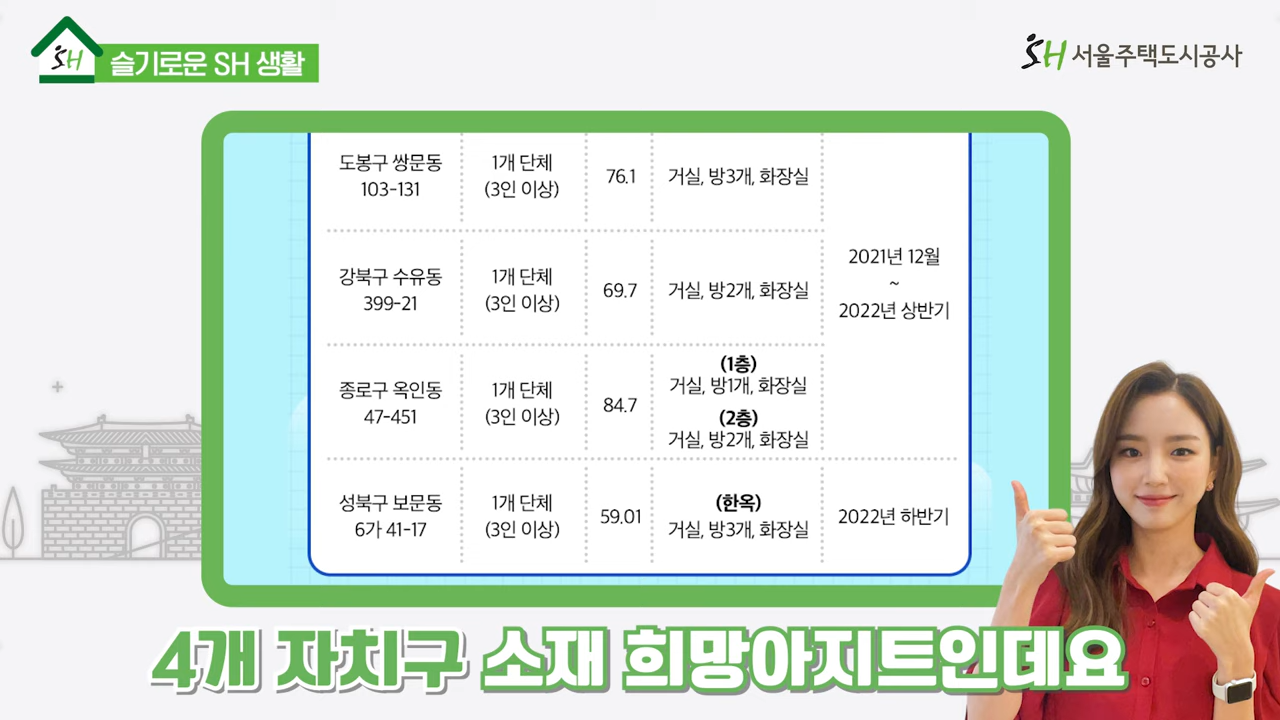 SH 슬기로운 SH 생활
SH 서울주택도시공사
도봉구 쌍문동
103-131
1개 단체
(3인 이상)
76.1
거실, 방3개, 화장실
강북구 수유동
399-21
1개 단체
(3인 이상)
69.7
거실, 방2개, 화장실
2021년 12월
~
2022년 상반기
종로구 옥인동
47-451
1개 단체
(3인 이상)
84.7
(1층)
거실, 방1개, 화장실
(2층)
거실, 방2개, 화장실
성북구 보문동
6가 41-17
1개 단체
(3인 이상)
59.01
(한옥)
거실, 방3개, 화장실
2022년 하반기
4개 자치구 소재 희망아지트인데요